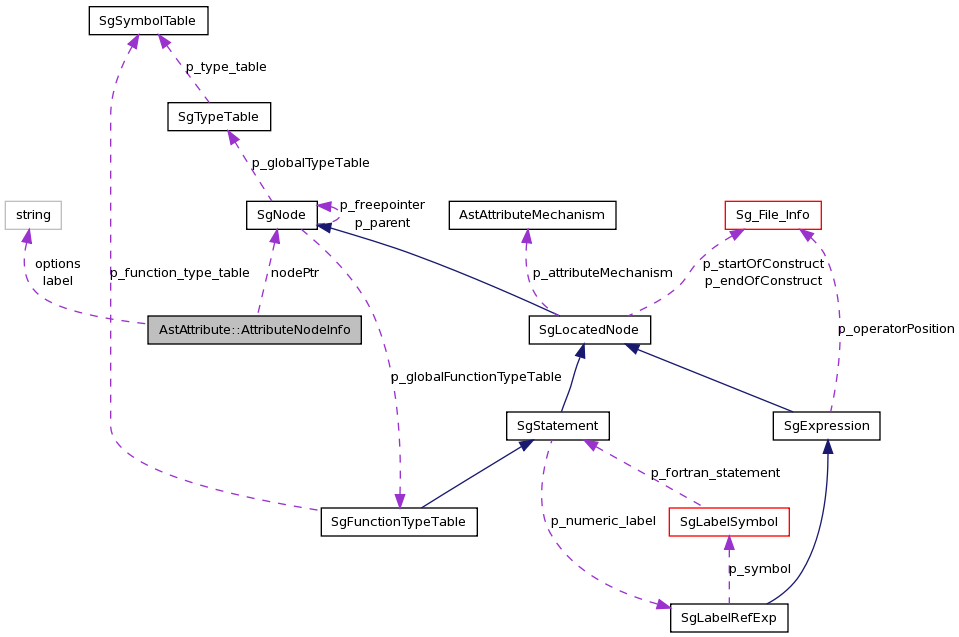 SgSymbolTable
p_type_table
SgTypeTable
p_globalTypeTable
string
SgNode
p_freepointer
p_parent
AstAttributeMechanism
Sg_File_Info
options
label
p_function_type_table
nodePtr
p_attributeMechanism
p_startOfConstruct
p_endOfConstruct
AstAttribute::AttributeNodeInfo
SgLocatedNode
p_operatorPosition
p_globalFunctionTypeTable
SgStatement
SgExpression
p_fortran_statement
SgFunctionTypeTable
p_numeric_label
SgLabelSymbol
p_symbol
SgLabelRefExp